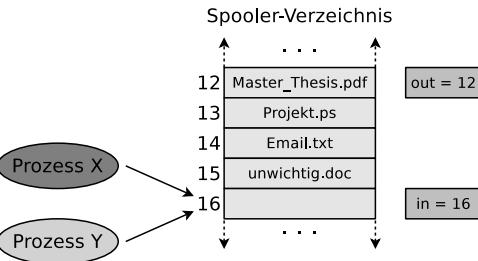 Spooler-Verzeichnis
. . .
12 Master_Thesis.pdf out = 12
13 Projekt.ps
14 Email.txt
Prozess X
15 unwichtig.doc
16 in = 16
Prozess Y
. . .